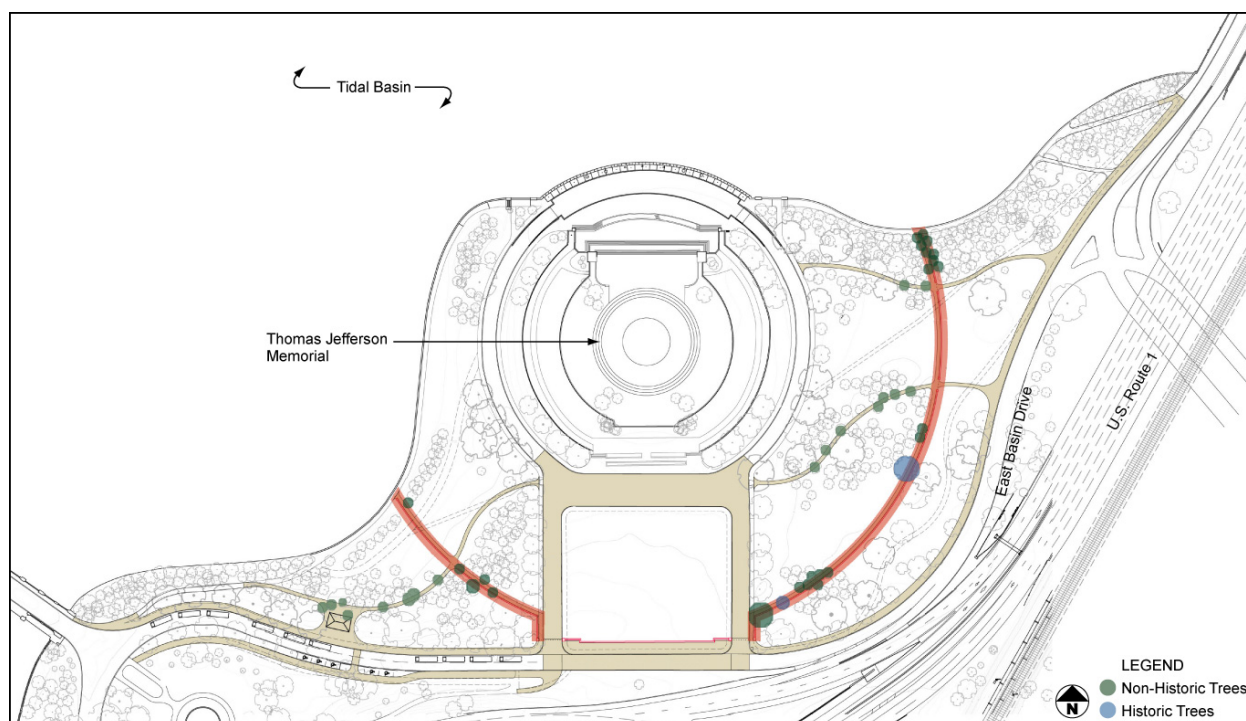 Tidal Basin
Thomas Jefferson
Memorial
East Basin Drive
U.S. Route 1
LEGEND
Non-Historic Trees
Historic Trees
N